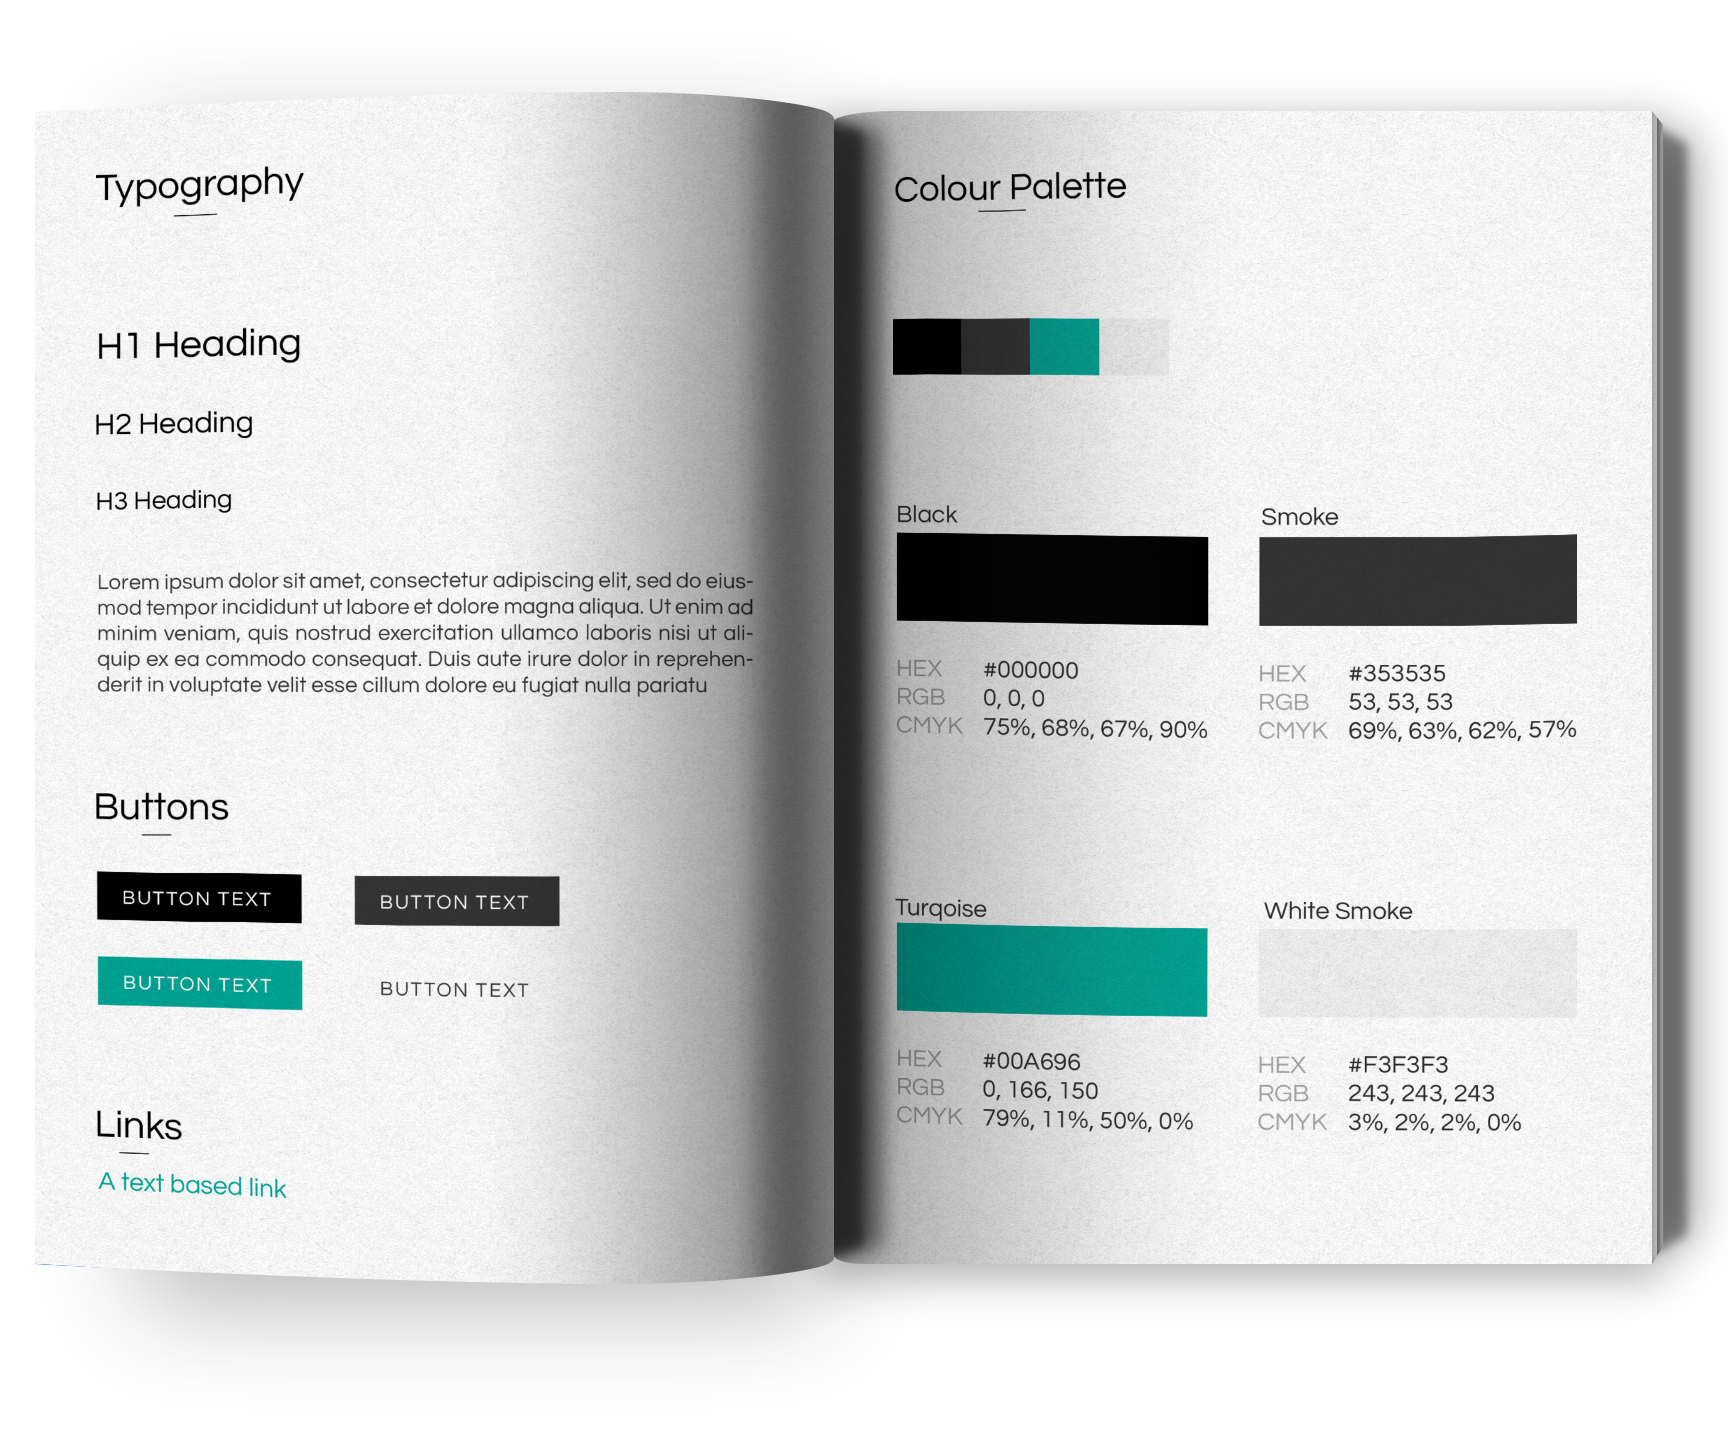 Typography
H1 Heading
H2 Heading
H3 Heading
Lorem ipsum dolor sit amet, consectetur adipiscing elit, sed do eius-
mod tempor incididunt ut labore et dolore magna aliqua. Ut enim ad
minim veniam, quis nostrud exercitation ullamco laboris nisi ut ali-
quip ex ea commodo consequat. Duis aute irure dolor in reprehen-
derit in voluptate velit esse cillum dolore eu fugiat nulla pariatu
Buttons
BUTTON TEXT
BUTTON TEXT
BUTTON TEXT
BUTTON TEXT
Links
A text based link
Colour Palette
Black
HEX #000000
RGB 0, 0, 0
CMYK 75%, 68%, 67%, 90%
Smoke
HEX #353535
RGB 53, 53, 53
CMYK 69%, 63%, 62%, 57%
Turqoise
HEX #00A696
RGB 0, 166, 150
CMYK 79%, 11%, 50%, 0%
White Smoke
HEX #F3F3F3
RGB 243, 243, 243
CMYK 3%, 2%, 2%, 0%